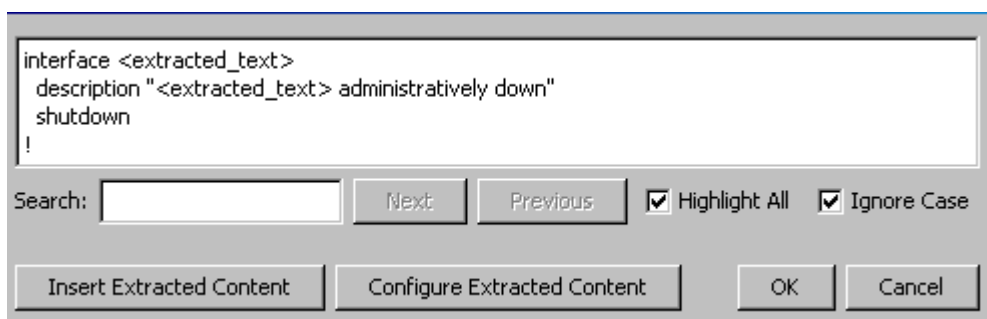 interface <extracted_text>
description "<extracted_text> administratively down"
shutdown
!
Search: Next Previous Highlight All Ignore Case
Insert Extracted Content Configure Extracted Content OK Cancel